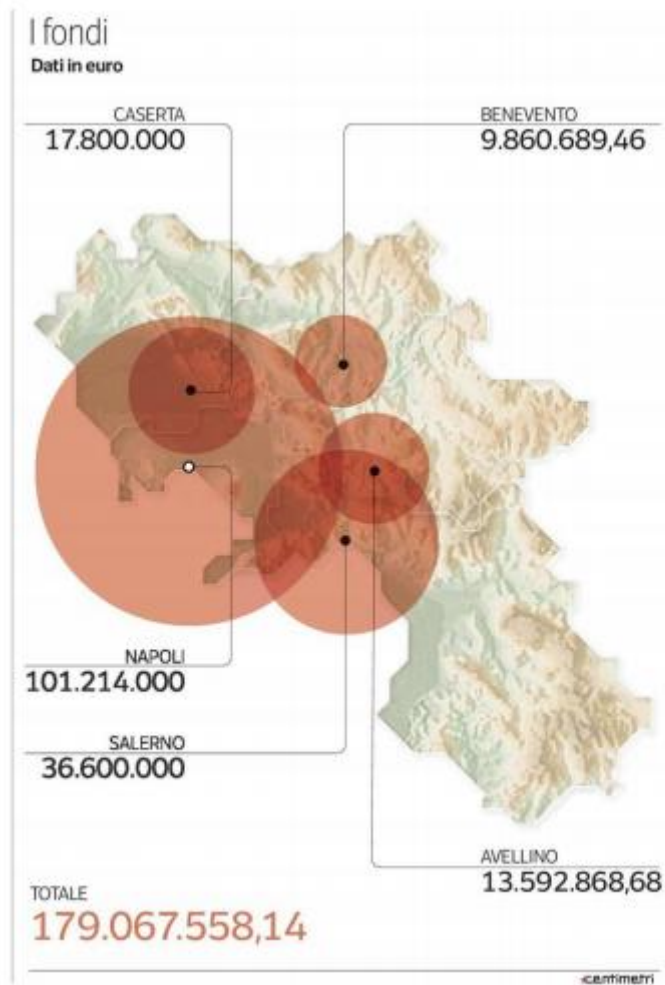 I fondi
Dati in euro
CASERTA
17.800.000
BENEVENTO
9.860.689,46
NAPOLI
101.214.000
SALERNO
36.600.000
AVELLINO
13.592.868,68
TOTALE
179.067.558,14
centimetri